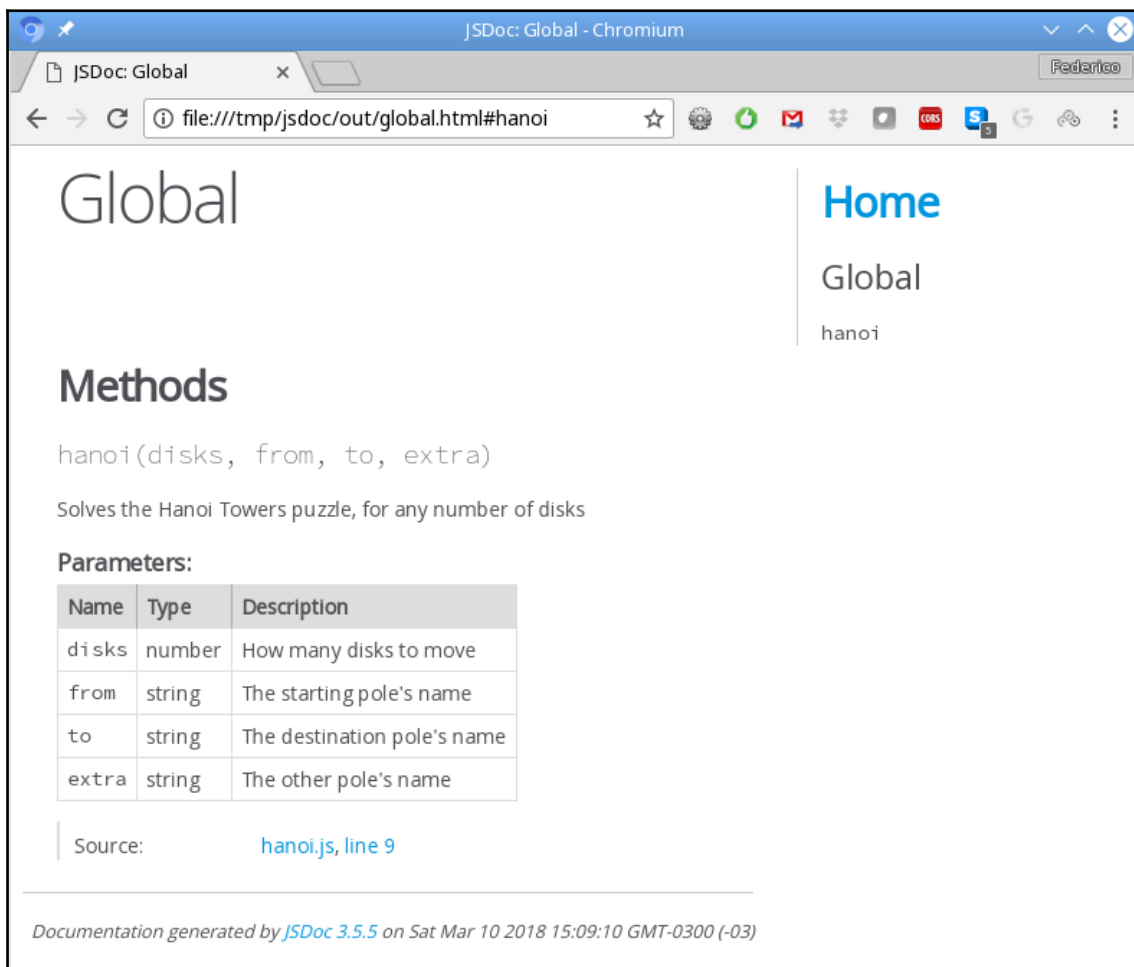 JSDoc: Global - Chromium
JSDoc: Global
Federico
file:///tmp/jsdoc/out/global.html#hanoi
CORS
S
5
G
Global
Home
Global
hanoi
Methods
hanoi(disks, from, to, extra)
Solves the Hanoi Towers puzzle, for any number of disks
Parameters:
Name Type Description
disks number How many disks to move
from string The starting pole's name
to string The destination pole's name
extra string The other pole's name
Source: hanoi.js, line 9
Documentation generated by JSDoc 3.5.5 on Sat Mar 10 2018 15:09:10 GMT-0300 (-03)